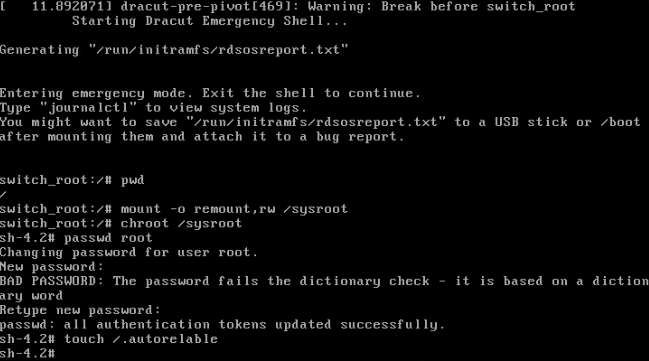 [   11.892071] dracut-pre-pivot[469]: Warning: Break before switch_root
         Starting Dracut Emergency Shell...
Generating "/run/initramfs/rdsosreport.txt"
Entering emergency mode. Exit the shell to continue.
Type "journalctl" to view system logs.
You might want to save "/run/initramfs/rdsosreport.txt" to a USB stick or /boot
after mounting them and attach it to a bug report.
switch_root:/# pwd
/
switch_root:/# mount -o remount,rw /sysroot
switch_root:/# chroot /sysroot
sh-4.2# passwd root
Changing password for user root.
New password:
BAD PASSWORD: The password fails the dictionary check - it is based on a diction
ary word
Retype new password:
passwd: all authentication tokens updated successfully.
sh-4.2# touch /.autorelable
sh-4.2#